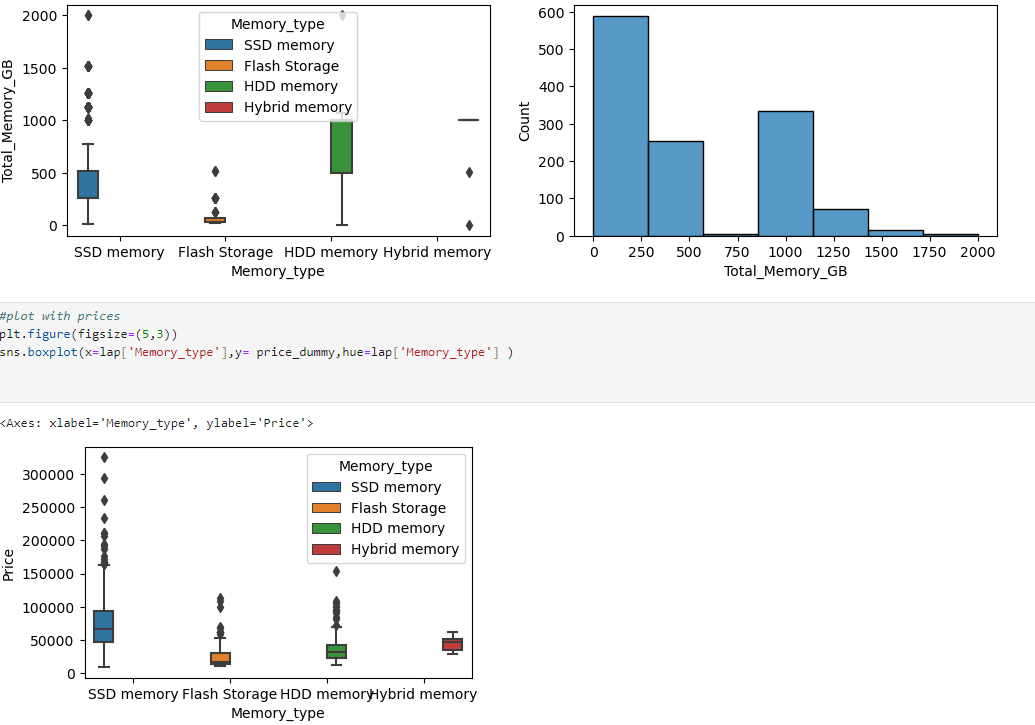 2000
1500
1000
500
0
Total_Memory_GB
Memory_type
SSD memory
Flash Storage
HDD memory
Hybrid memory
SSD memory Flash Storage HDD memory Hybrid memory
Memory_type
600
500
400
300
200
100
0
Count
0 250 500 750 1000 1250 1500 1750 2000
Total_Memory_GB
#plot with prices
plt.figure(figsize=(5,3))
sns.boxplot(x=lap['Memory_type'],y= price_dummy,hue=lap['Memory_type'] )
<Axes: xlabel='Memory_type', ylabel='Price'>
300000
250000
200000
150000
100000
50000
0
Price
Memory_type
SSD memory
Flash Storage
HDD memory
Hybrid memory
SSD memory Flash Storage HDD memory Hybrid memory
Memory_type